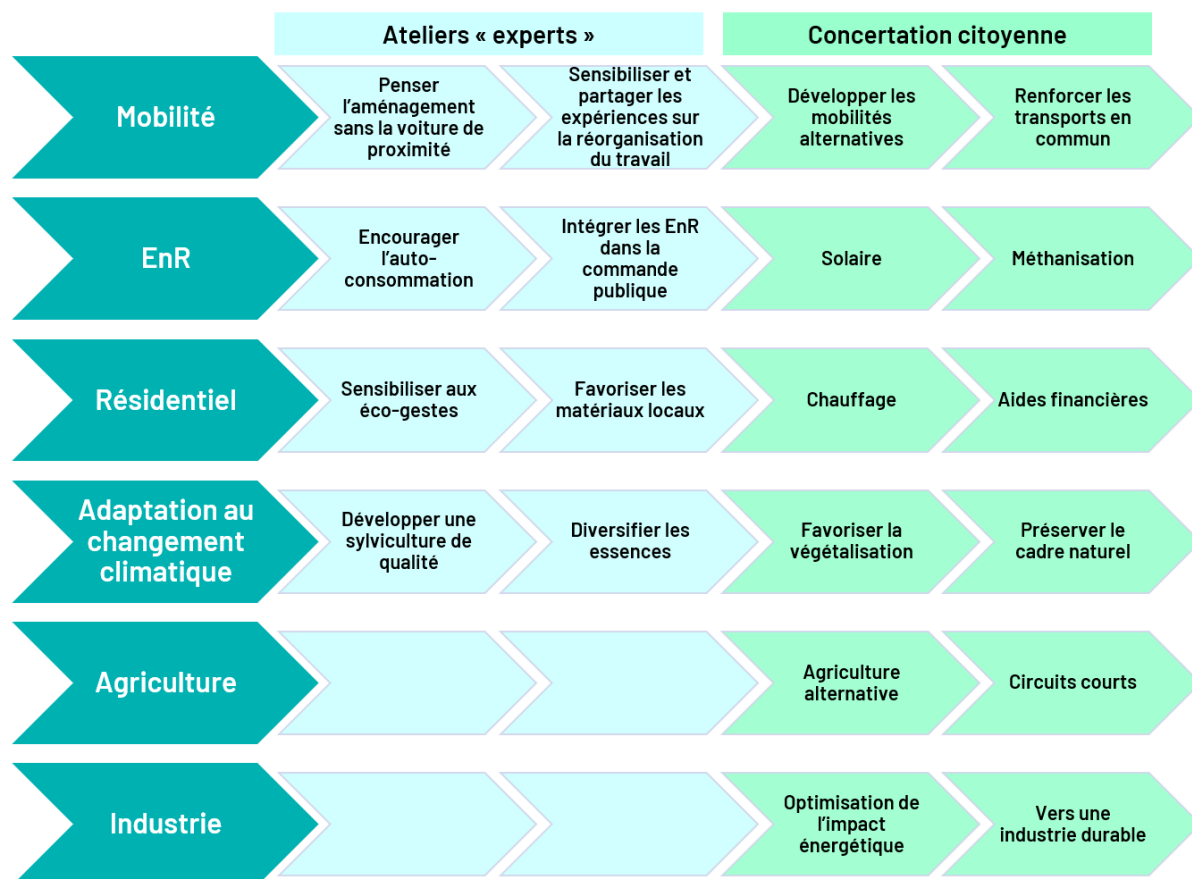 Ateliers « experts »
Concertation citoyenne
Mobilité
Penser
l’aménagement
sans la voiture de
proximité
Sensibiliser et
partager les
expériences sur
la réorganisation
du travail
Développer les
mobilités
alternatives
Renforcer les
transports en
commun
EnR
Encourager
l’auto-
consommation
Intégrer les EnR
dans la
commande
publique
Solaire
Méthanisation
Résidentiel
Sensibiliser aux
éco-gestes
Favoriser les
matériaux locaux
Chauffage
Aides financières
Adaptation au
changement
climatique
Développer une
sylviculture de
qualité
Diversifier les
essences
Favoriser la
végétalisation
Préserver le
cadre naturel
Agriculture
Agriculture
alternative
Circuits courts
Industrie
Optimisation de
l’impact
énergétique
Vers une
industrie durable